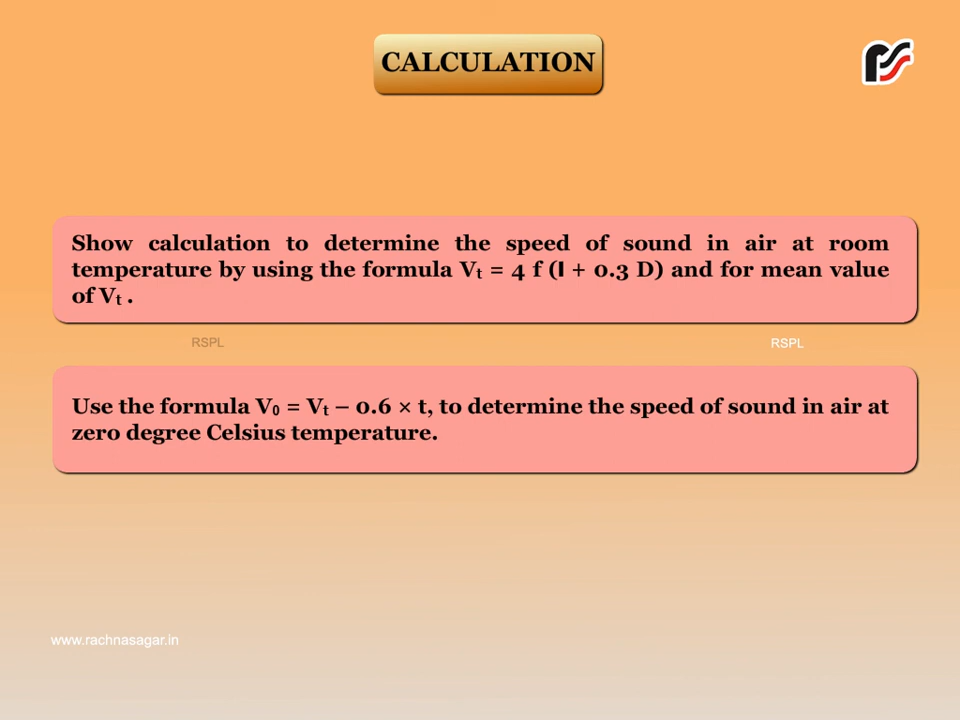 CALCULATION
Show calculation to determine the speed of sound in air at room
temperature by using the formula Vₜ = 4 f (l + 0.3 D) and for mean value
of Vₜ .
RSPL RSPL
Use the formula V₀ = Vₜ – 0.6 × t, to determine the speed of sound in air at
zero degree Celsius temperature.
www.rachnasagar.in